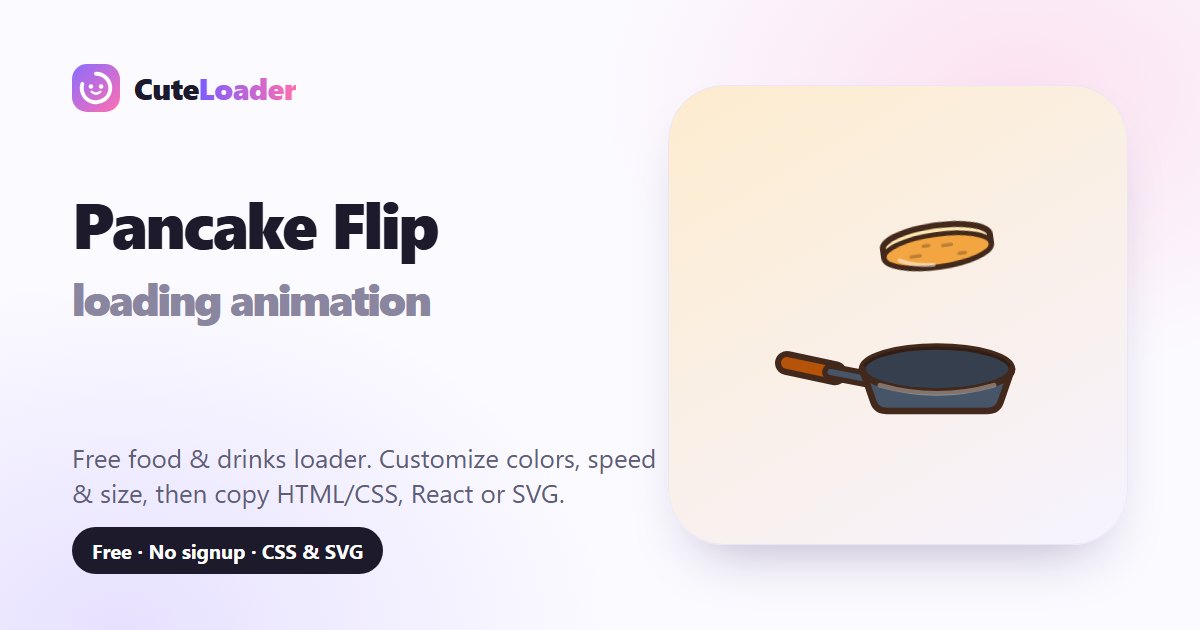 CuteLoader
Pancake Flip
loading animation
Free food & drinks loader. Customize colors, speed
& size, then copy HTML/CSS, React or SVG.
Free · No signup · CSS & SVG